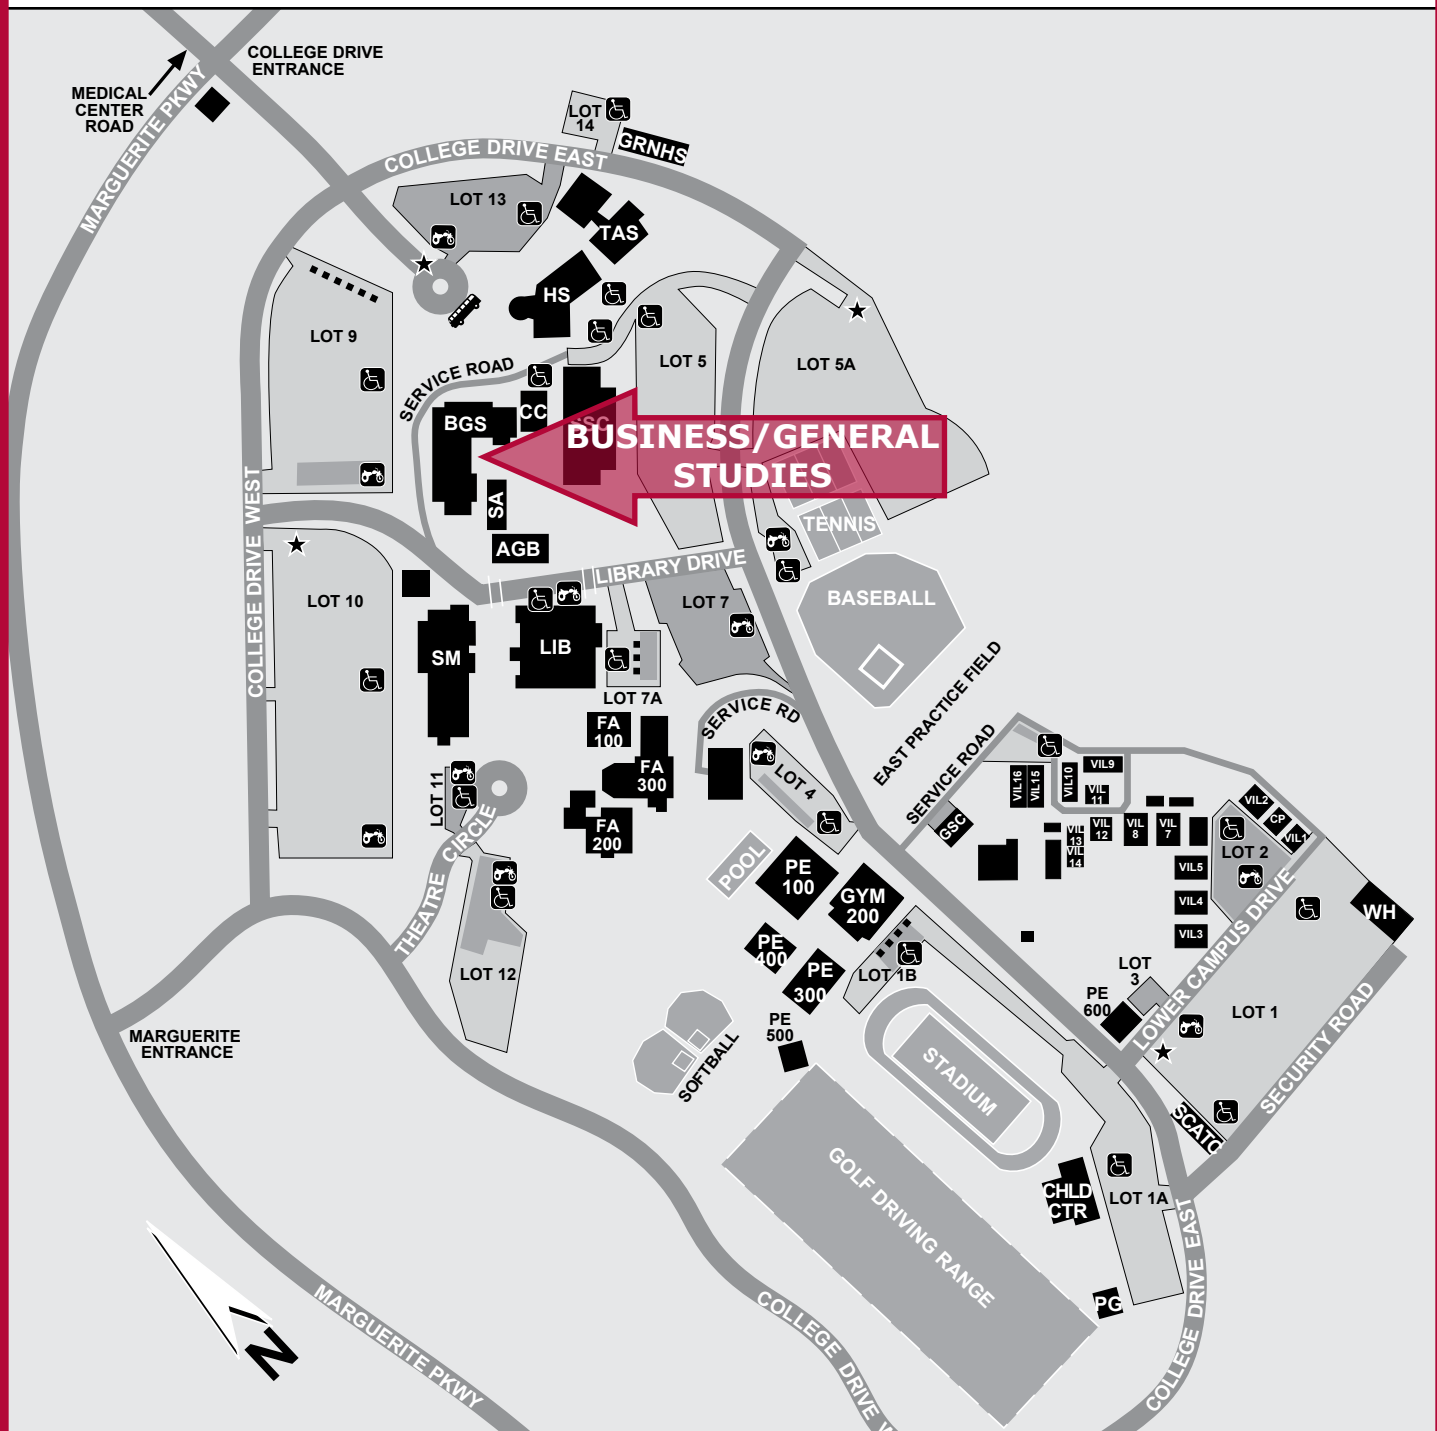 COLLEGE DRIVE
ENTRANCE
MEDICAL
CENTER
ROAD
MARGUERITE PKWY
LOT
14
GRNHS
COLLEGE DRIVE EAST
LOT 13
TAS
HS
LOT 9
SERVICE ROAD
LOT 5
LOT 5A
CC
BGS
BUSINESS/GENERAL
STUDIES
SA
AGB
TENNIS
COLLEGE DRIVE WEST
LIBRARY DRIVE
LOT 10
LOT 7
BASEBALL
SM
LIB
LOT 7A
EAST PRACTICE FIELD
SERVICE RD
FA
100
FA
300
FA
200
LOT 4
SERVICE ROAD
LOT 11
THEATRE CIRCLE
VIL16
VIL15
VIL10
VIL9
VIL
11
VIL2
CP
VIL1
GSC
VIL
13
VIL
14
VIL
12
VIL
8
VIL
7
LOT 2
VIL5
VIL4
VIL3
POOL
PE
100
GYM
200
PE
400
PE
300
LOT 1B
WH
LOT 12
LOT
3
PE
600
LOWER CAMPUS DRIVE
LOT 1
SECURITY ROAD
PE
500
MARGUERITE
ENTRANCE
SOFTBALL
STADIUM
SCATC
GOLF DRIVING RANGE
CHLD
CTR
LOT 1A
PG
COLLEGE DRIVE EAST
N
MARGUERITE PKWY
COLLEGE DRIVE W